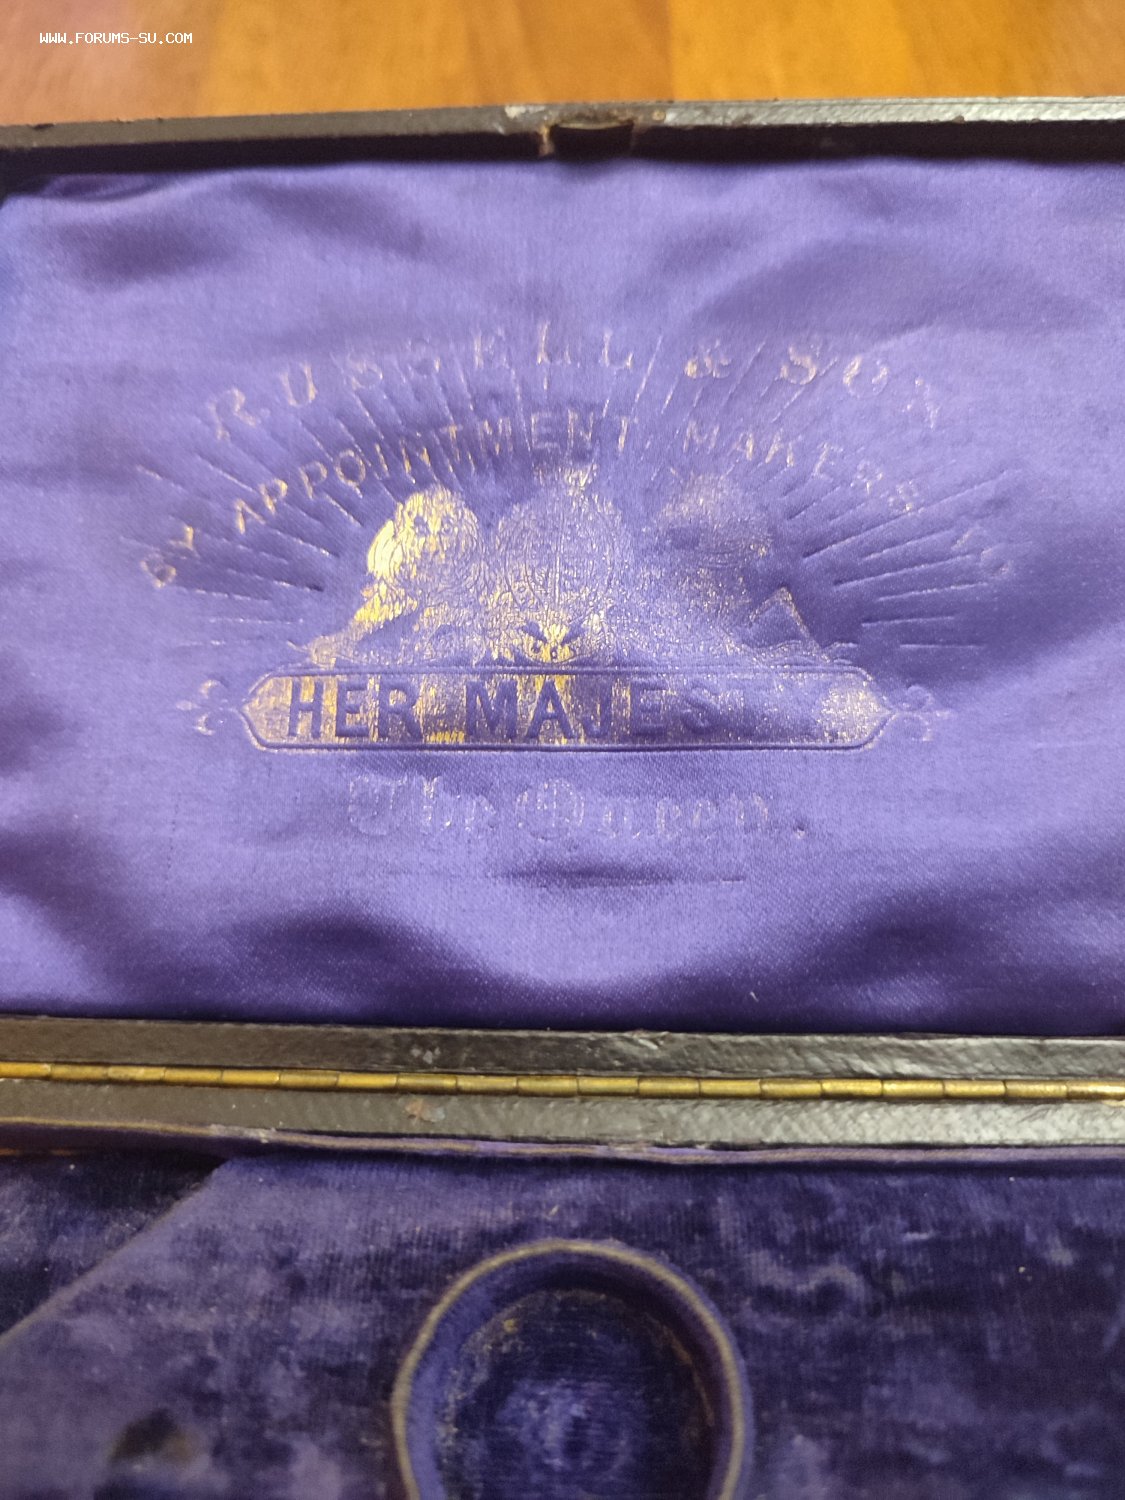 WWW.FORUMS-SU.COM
RUSSELL & SON
BY APPOINTMENT, MAKERS TO
HER MAJESTY
The Queen.